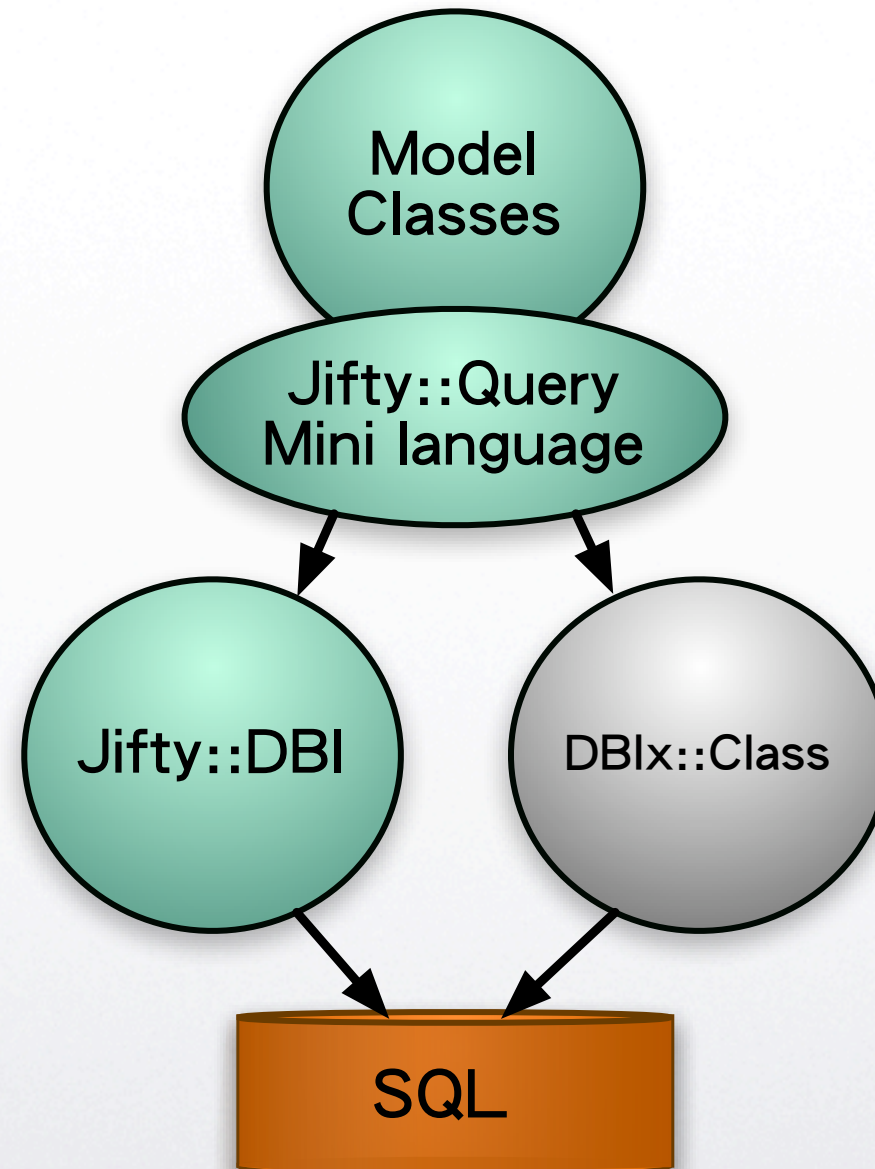 Model
Classes
Jifty::Query
Mini language
Jifty::DBI
DBIx::Class
SQL